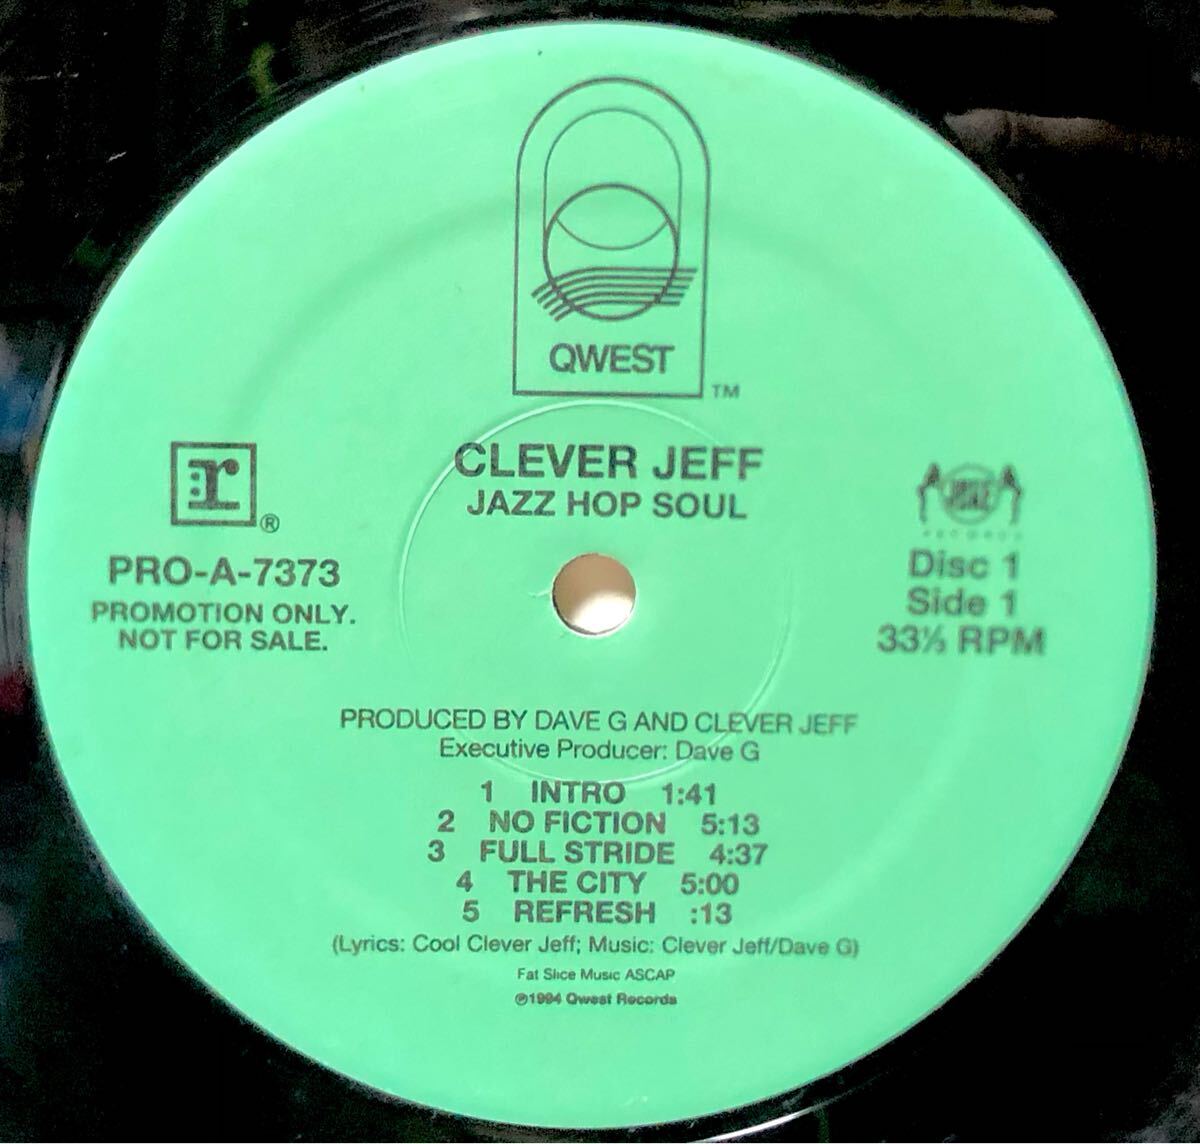 QWEST
TM
CLEVER JEFF
JAZZ HOP SOUL
r
®
PRO-A-7373
PROMOTION ONLY.
NOT FOR SALE.
RECORDS
Disc 1
Side 1
33⅓ RPM
PRODUCED BY DAVE G AND CLEVER JEFF
Executive Producer: Dave G
1 INTRO 1:41
2 NO FICTION 5:13
3 FULL STRIDE 4:37
4 THE CITY 5:00
5 REFRESH :13
(Lyrics: Cool Clever Jeff; Music: Clever Jeff/Dave G)
Fat Slice Music ASCAP
℗1994 Qwest Records